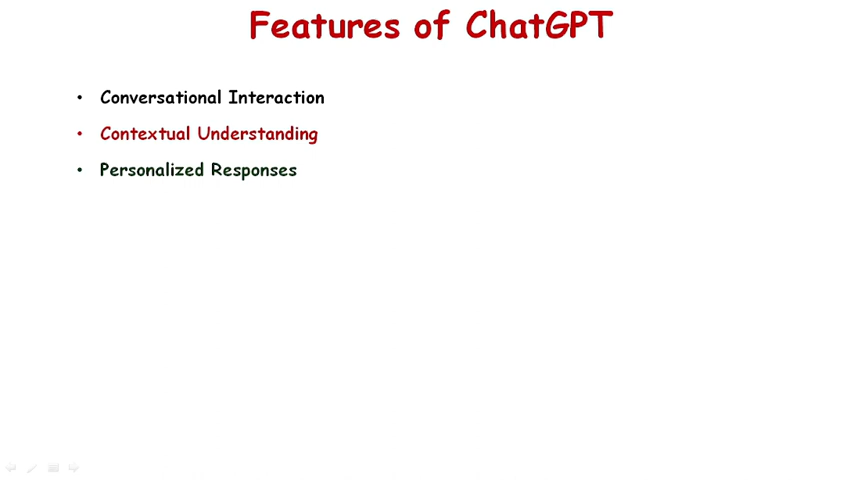 Features of ChatGPT
• Conversational Interaction
• Contextual Understanding
• Personalized Responses